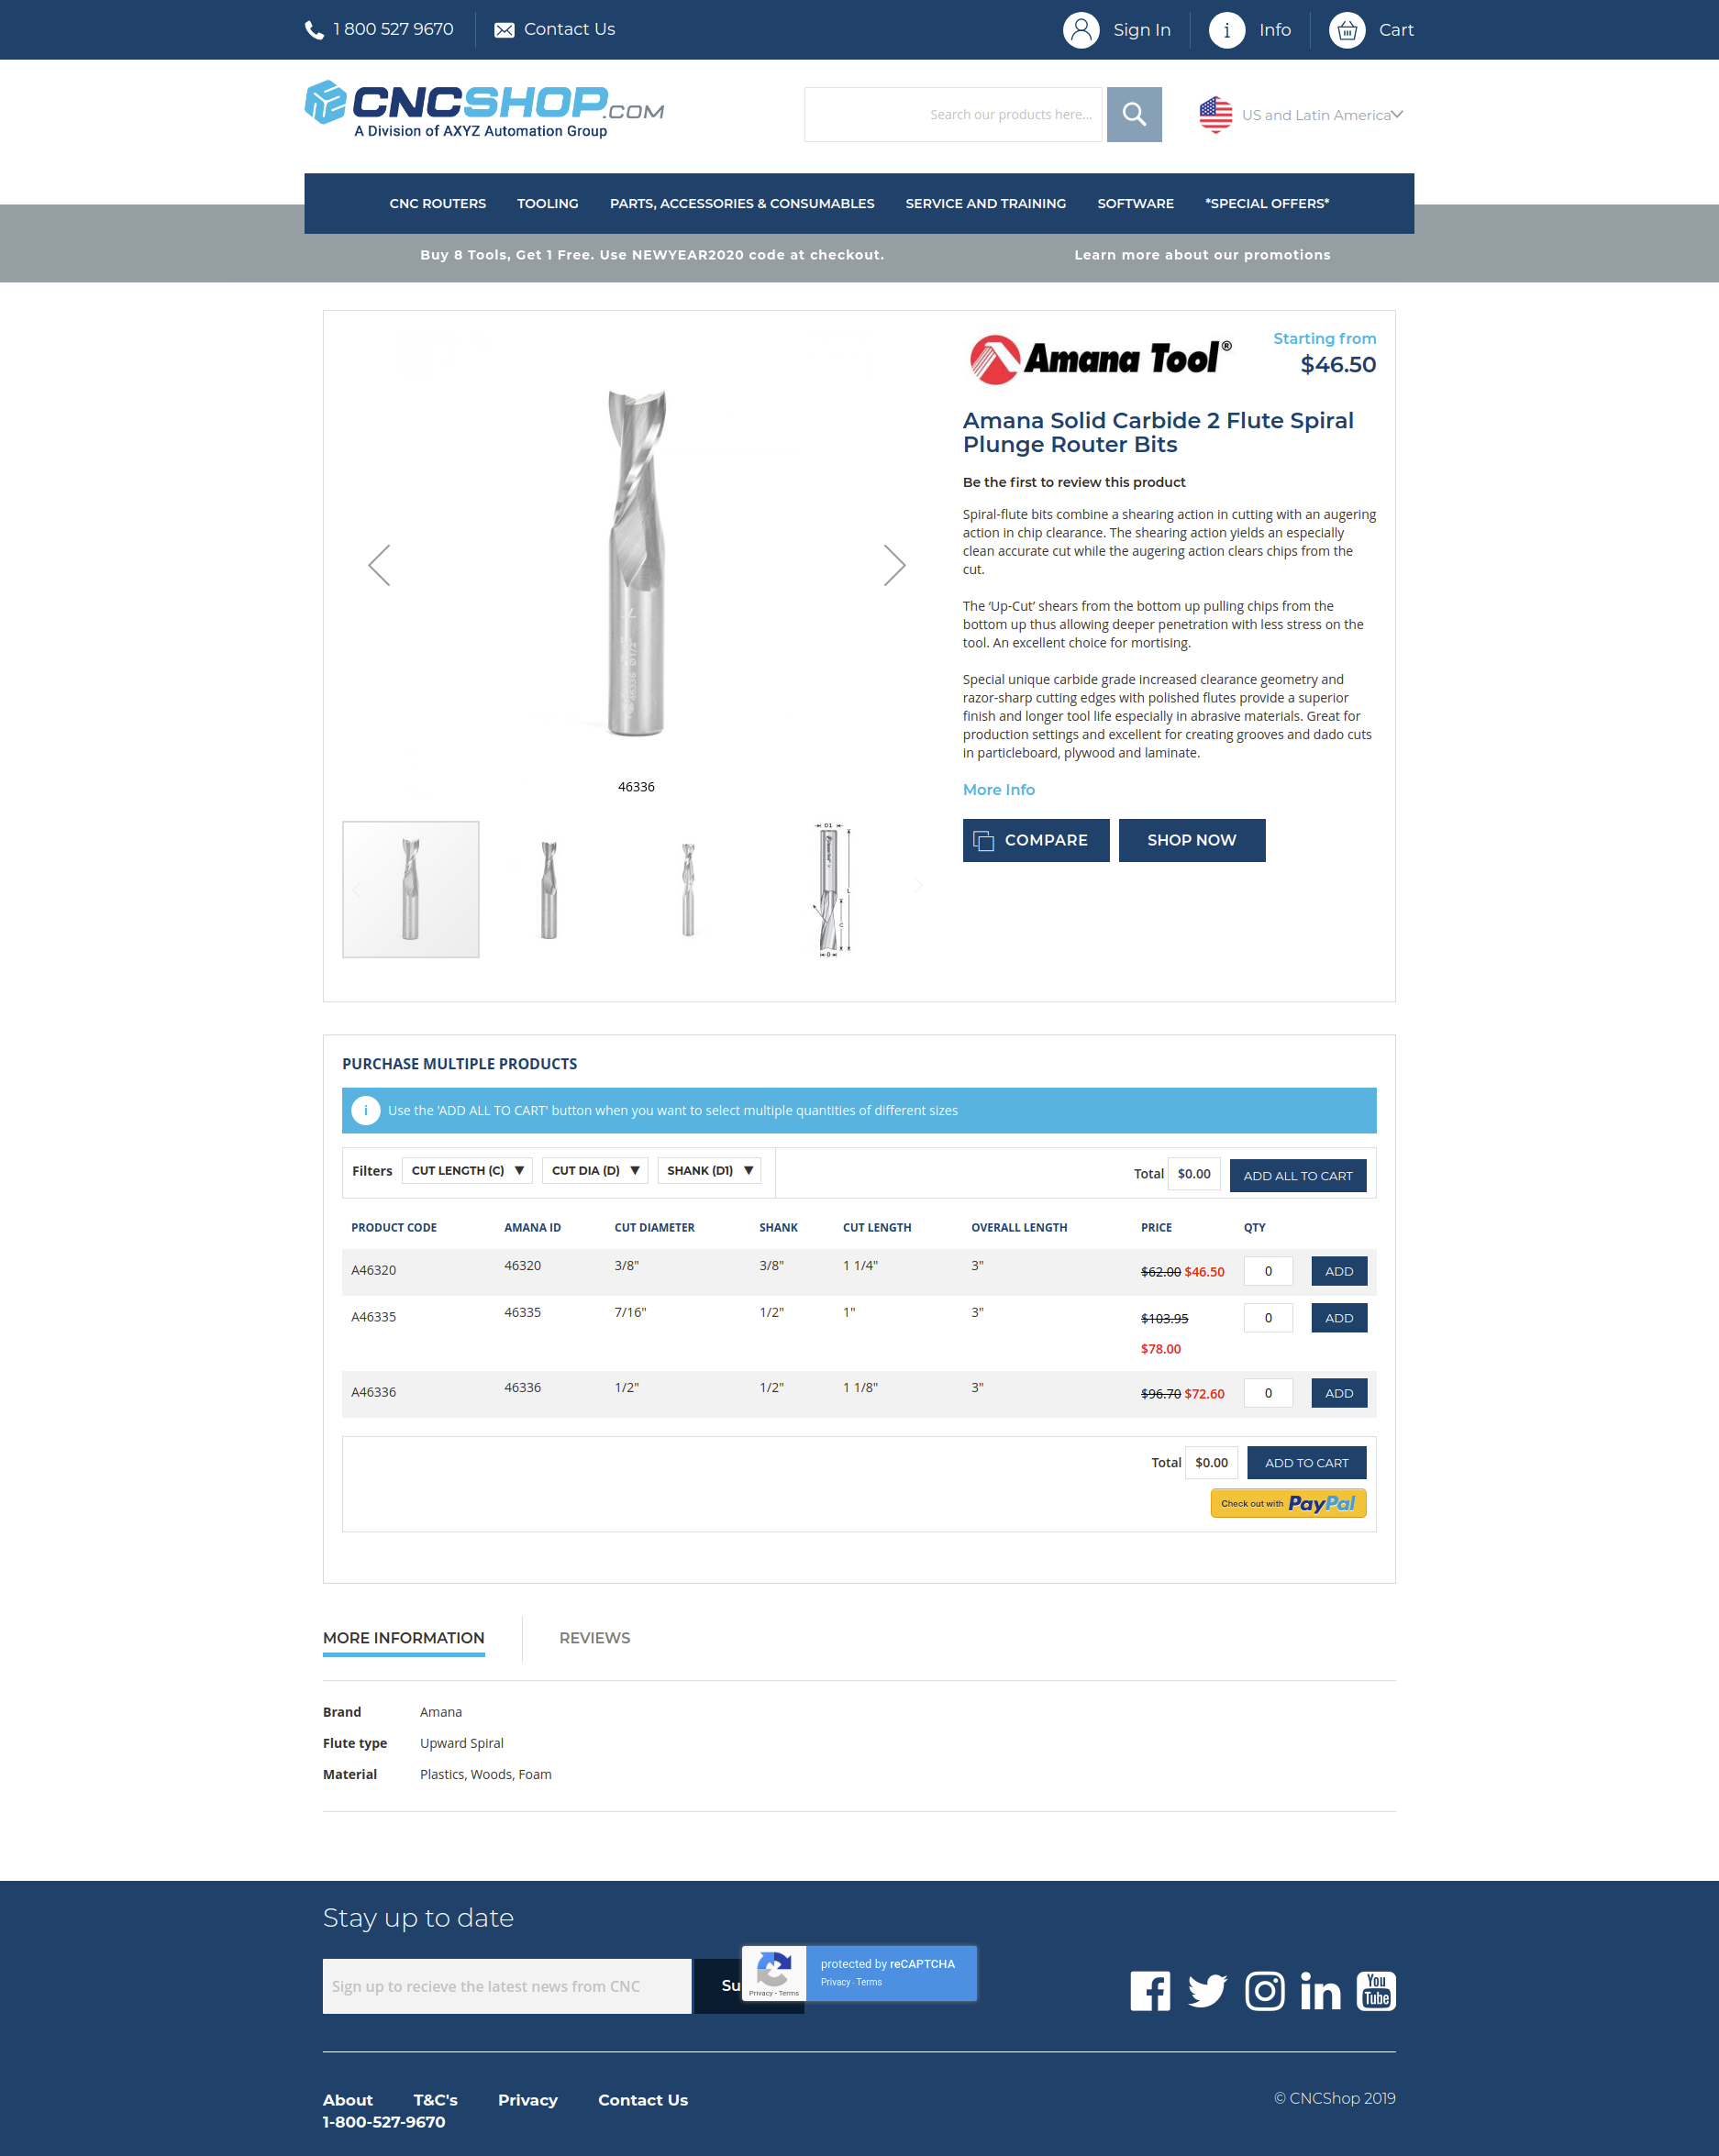 1 800 527 9670
Contact Us
Sign In
Info
Cart
CNCSHOP.COM
A Division of AXYZ Automation Group
Search our products here...
US and Latin America
CNC ROUTERS
TOOLING
PARTS, ACCESSORIES & CONSUMABLES
SERVICE AND TRAINING
SOFTWARE
*SPECIAL OFFERS*
Buy 8 Tools, Get 1 Free. Use NEWYEAR2020 code at checkout.
Learn more about our promotions
Amana Tool®
Starting from
$46.50
Amana Solid Carbide 2 Flute Spiral
Plunge Router Bits
Be the first to review this product
Spiral-flute bits combine a shearing action in cutting with an augering
action in chip clearance. The shearing action yields an especially
clean accurate cut while the augering action clears chips from the
cut.
The ‘Up-Cut’ shears from the bottom up pulling chips from the
bottom up thus allowing deeper penetration with less stress on the
tool. An excellent choice for mortising.
Special unique carbide grade increased clearance geometry and
razor-sharp cutting edges with polished flutes provide a superior
finish and longer tool life especially in abrasive materials. Great for
production settings and excellent for creating grooves and dado cuts
in particleboard, plywood and laminate.
More Info
COMPARE
SHOP NOW
46336 Ø1/2"
46336
D1
L
C
D
PURCHASE MULTIPLE PRODUCTS
i Use the 'ADD ALL TO CART' button when you want to select multiple quantities of different sizes
Filters CUT LENGTH (C) ▼ CUT DIA (D) ▼ SHANK (D1) ▼
Total $0.00 ADD ALL TO CART
PRODUCT CODE AMANA ID CUT DIAMETER SHANK CUT LENGTH OVERALL LENGTH PRICE QTY
A46320 46320 3/8" 3/8" 1 1/4" 3" $62.00 $46.50 0 ADD
A46335 46335 7/16" 1/2" 1" 3" $103.95 0 ADD
$78.00
A46336 46336 1/2" 1/2" 1 1/8" 3" $96.70 $72.60 0 ADD
Total $0.00 ADD TO CART
Check out with PayPal
MORE INFORMATION
REVIEWS
Brand Amana
Flute type Upward Spiral
Material Plastics, Woods, Foam
Stay up to date
Sign up to recieve the latest news from CNC
Su
protected by reCAPTCHA
Privacy - Terms
Privacy - Terms
You
Tube
About T&C's Privacy Contact Us
1-800-527-9670
© CNCShop 2019